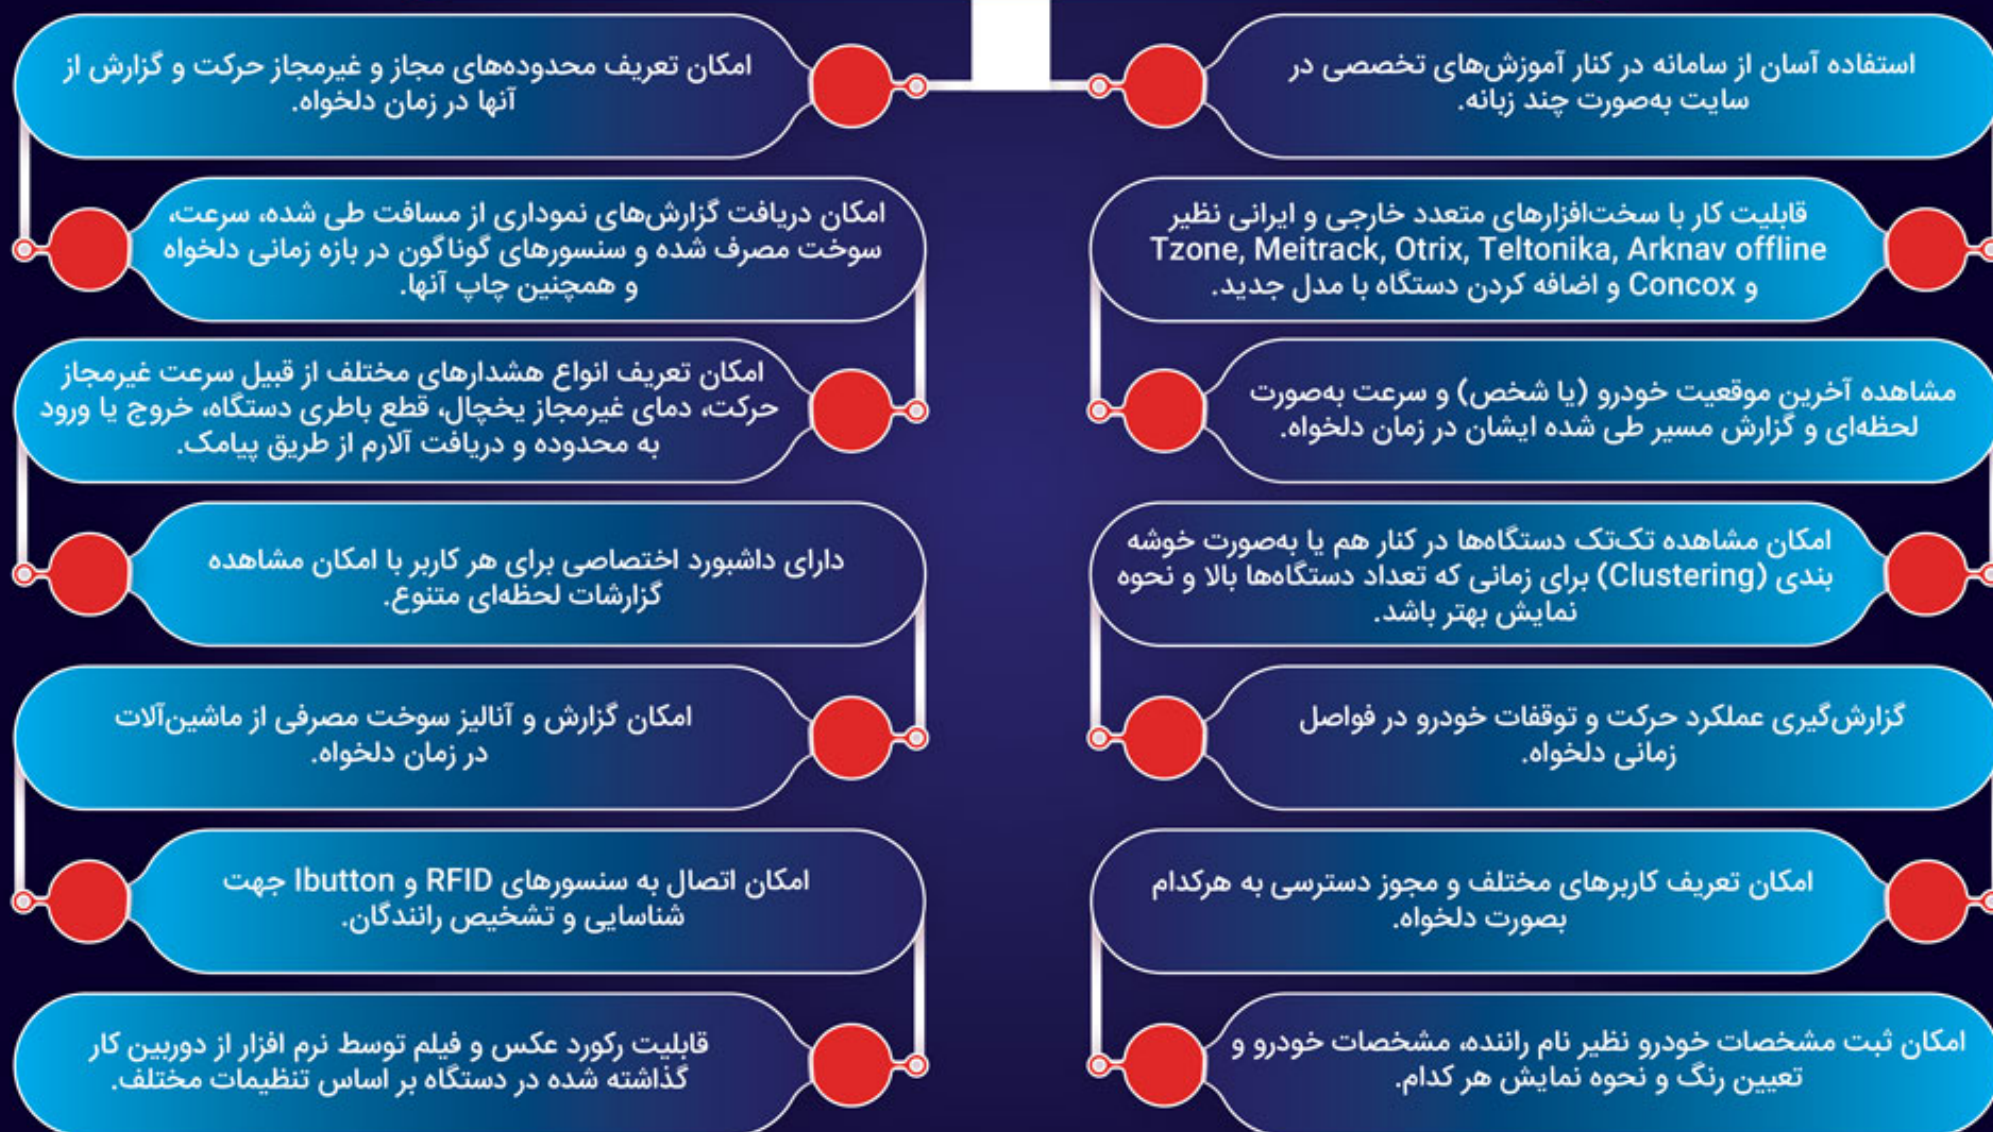 استفاده آسان از سامانه در کنار آموزش‌های تخصصی در
سایت به‌صورت چند زبانه.
قابلیت کار با سخت‌افزارهای متعدد خارجی و ایرانی نظیر
Tzone, Meitrack, Otrix, Teltonika, Arknav offline
و Concox و اضافه کردن دستگاه با مدل جدید.
مشاهده آخرین موقعیت خودرو (یا شخص) و سرعت به‌صورت
لحظه‌ای و گزارش مسیر طی شده ایشان در زمان دلخواه.
امکان مشاهده تک‌تک دستگاه‌ها در کنار هم یا به‌صورت خوشه
بندی (Clustering) برای زمانی که تعداد دستگاه‌ها بالا و نحوه
نمایش بهتر باشد.
گزارش‌گیری عملکرد حرکت و توقفات خودرو در فواصل
زمانی دلخواه.
امکان تعریف کاربرهای مختلف و مجوز دسترسی به هرکدام
بصورت دلخواه.
امکان ثبت مشخصات خودرو نظیر نام راننده، مشخصات خودرو و
تعیین رنگ و نحوه نمایش هر کدام.
امکان تعریف محدوده‌های مجاز و غیرمجاز حرکت و گزارش از
آنها در زمان دلخواه.
امکان دریافت گزارش‌های نموداری از مسافت طی شده، سرعت،
سوخت مصرف شده و سنسورهای گوناگون در بازه زمانی دلخواه
و همچنین چاپ آنها.
امکان تعریف انواع هشدارهای مختلف از قبیل سرعت غیرمجاز
حرکت، دمای غیرمجاز یخچال، قطع باطری دستگاه، خروج یا ورود
به محدوده و دریافت آلارم از طریق پیامک.
دارای داشبورد اختصاصی برای هر کاربر با امکان مشاهده
گزارشات لحظه‌ای متنوع.
امکان گزارش و آنالیز سوخت مصرفی از ماشین‌آلات
در زمان دلخواه.
امکان اتصال به سنسورهای RFID و Ibutton جهت
شناسایی و تشخیص رانندگان.
قابلیت رکورد عکس و فیلم توسط نرم افزار از دوربین کار
گذاشته شده در دستگاه بر اساس تنظیمات مختلف.